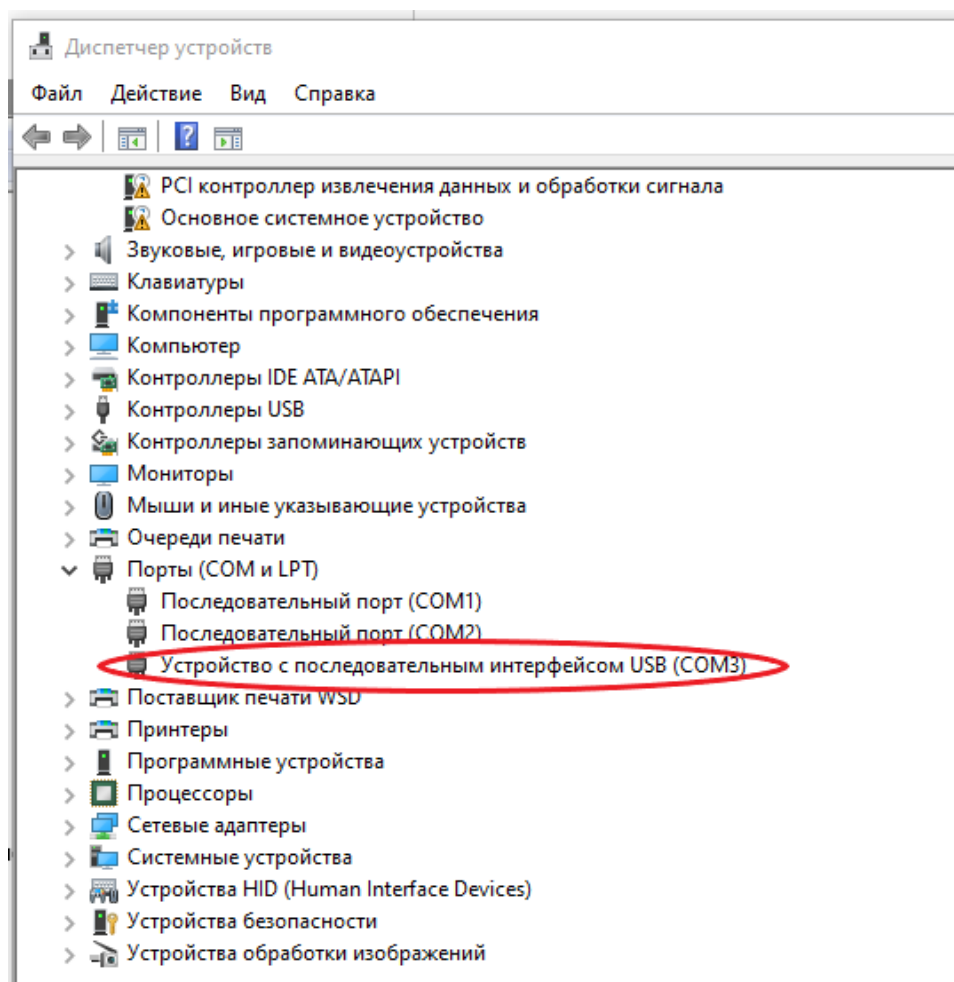 Диспетчер устройств
Файл Действие Вид Справка
PCI контроллер извлечения данных и обработки сигнала
Основное системное устройство
Звуковые, игровые и видеоустройства
Клавиатуры
Компоненты программного обеспечения
Компьютер
Контроллеры IDE ATA/ATAPI
Контроллеры USB
Контроллеры запоминающих устройств
Мониторы
Мыши и иные указывающие устройства
Очереди печати
Порты (COM и LPT)
Последовательный порт (COM1)
Последовательный порт (COM2)
Устройство с последовательным интерфейсом USB (COM3)
Поставщик печати WSD
Принтеры
Программные устройства
Процессоры
Сетевые адаптеры
Системные устройства
Устройства HID (Human Interface Devices)
Устройства безопасности
Устройства обработки изображений